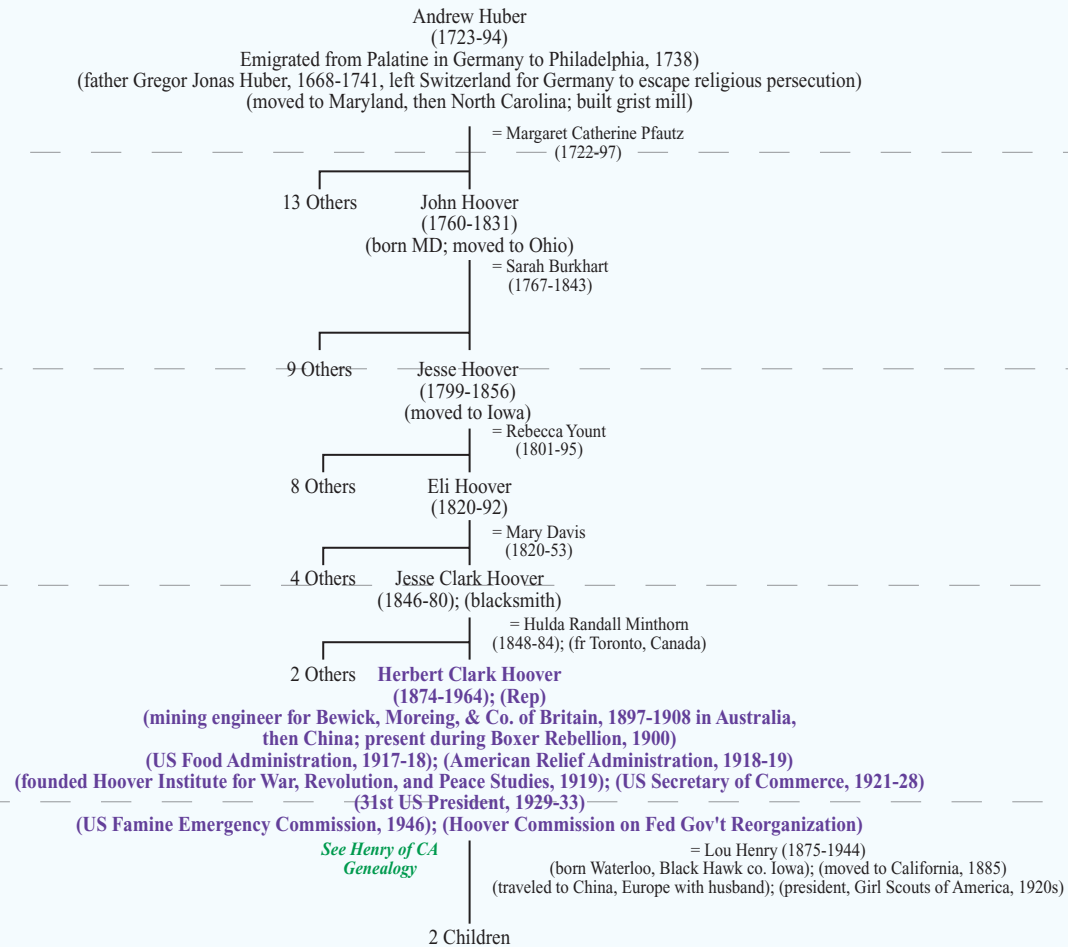 Andrew Huber
(1723-94)
Emigrated from Palatine in Germany to Philadelphia, 1738)
(father Gregor Jonas Huber, 1668-1741, left Switzerland for Germany to escape religious persecution)
(moved to Maryland, then North Carolina; built grist mill)
= Margaret Catherine Pfautz
(1722-97)
13 Others
John Hoover
(1760-1831)
(born MD; moved to Ohio)
= Sarah Burkhart
(1767-1843)
9 Others
Jesse Hoover
(1799-1856)
(moved to Iowa)
= Rebecca Yount
(1801-95)
8 Others
Eli Hoover
(1820-92)
= Mary Davis
(1820-53)
4 Others
Jesse Clark Hoover
(1846-80); (blacksmith)
= Hulda Randall Minthorn
(1848-84); (fr Toronto, Canada)
2 Others
Herbert Clark Hoover
(1874-1964); (Rep)
(mining engineer for Bewick, Moreing, & Co. of Britain, 1897-1908 in Australia,
then China; present during Boxer Rebellion, 1900)
(US Food Administration, 1917-18); (American Relief Administration, 1918-19)
(founded Hoover Institute for War, Revolution, and Peace Studies, 1919); (US Secretary of Commerce, 1921-28)
(31st US President, 1929-33)
(US Famine Emergency Commission, 1946); (Hoover Commission on Fed Gov't Reorganization)
See Henry of CA
Genealogy
= Lou Henry (1875-1944)
(born Waterloo, Black Hawk co. Iowa); (moved to California, 1885)
(traveled to China, Europe with husband); (president, Girl Scouts of America, 1920s)
2 Children